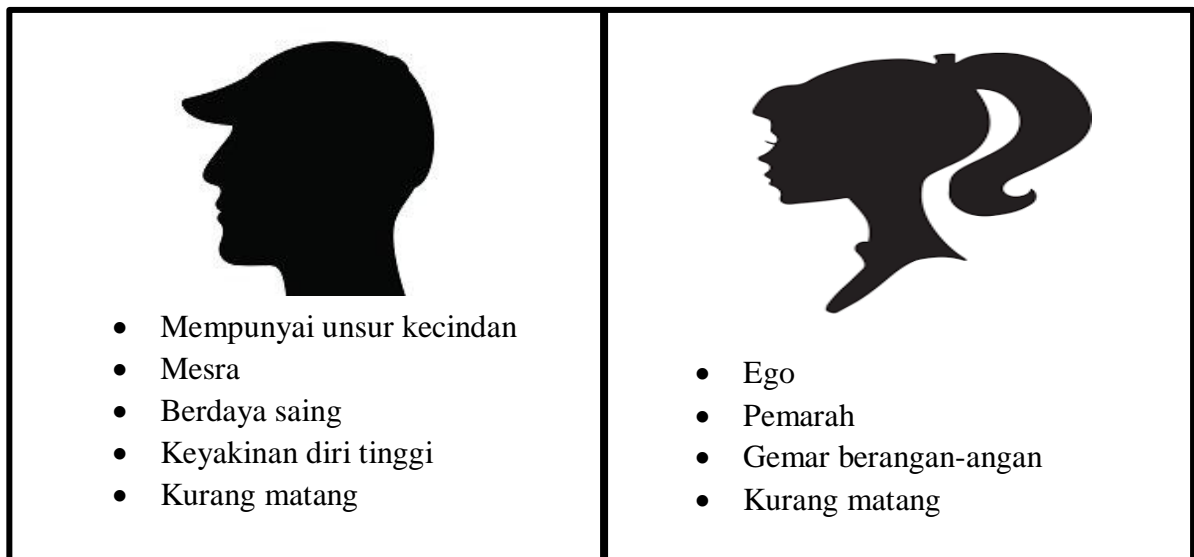 • Mempunyai unsur kecindan
• Mesra
• Berdaya saing
• Keyakinan diri tinggi
• Kurang matang
• Ego
• Pemarah
• Gemar berangan-angan
• Kurang matang